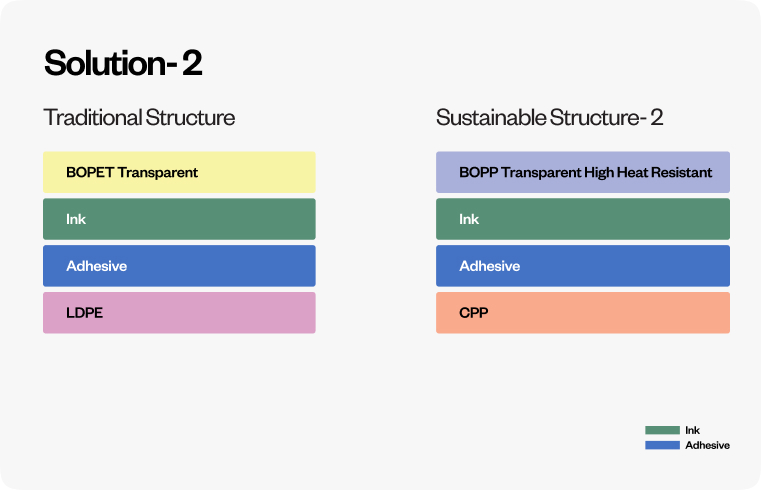 Solution- 2
Traditional Structure
BOPET Transparent
Ink
Adhesive
LDPE
Sustainable Structure- 2
BOPP Transparent High Heat Resistant
Ink
Adhesive
CPP
Ink
Adhesive